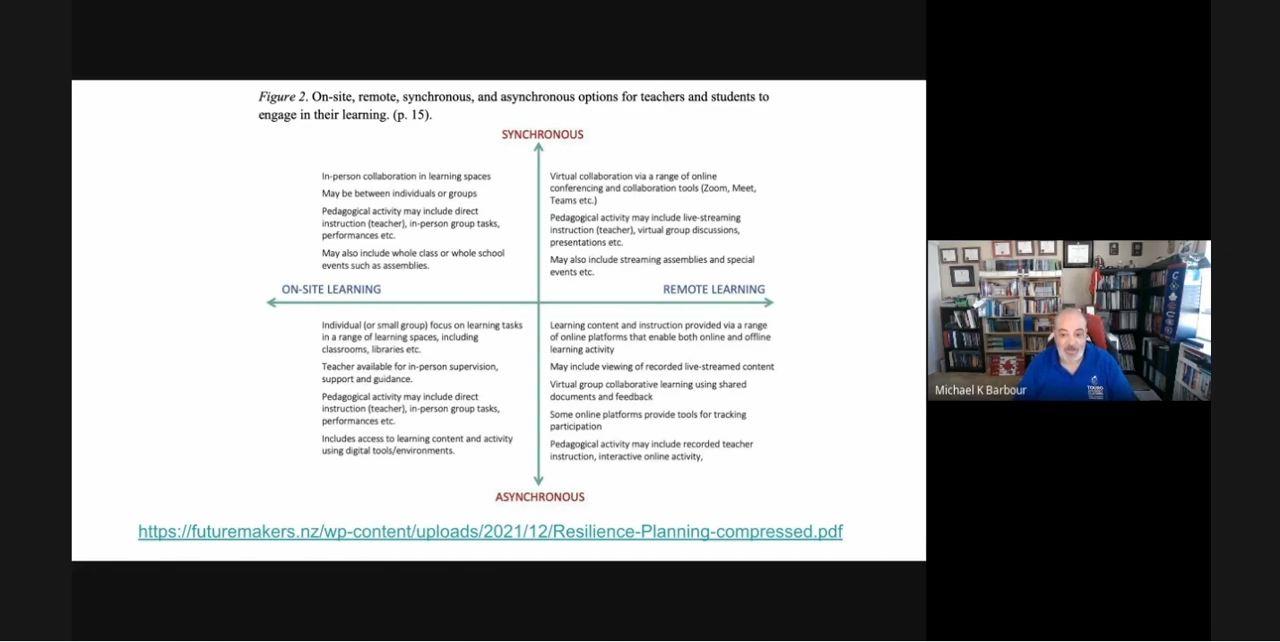 Figure 2. On-site, remote, synchronous, and asynchronous options for teachers and students to
engage in their learning. (p. 15).
SYNCHRONOUS
In-person collaboration in learning spaces
May be between individuals or groups
Pedagogical activity may include direct
instruction (teacher), in-person group tasks,
performances etc.
May also include whole class or whole school
events such as assemblies.
Virtual collaboration via a range of online
conferencing and collaboration tools (Zoom, Meet,
Teams etc.)
Pedagogical activity may include live-streaming
instruction (teacher), virtual group discussions,
presentations etc.
May also include streaming assemblies and special
events etc.
ON-SITE LEARNING
REMOTE LEARNING
Individual (or small group) focus on learning tasks
in a range of learning spaces, including
classrooms, libraries etc.
Teacher available for in-person supervision,
support and guidance.
Pedagogical activity may include direct
instruction (teacher), in-person group tasks,
performances etc.
Includes access to learning content and activity
using digital tools/environments.
Learning content and instruction provided via a range
of online platforms that enable both online and offline
learning activity
May include viewing of recorded live-streamed content
Virtual group collaborative learning using shared
documents and feedback
Some online platforms provide tools for tracking
participation
Pedagogical activity may include recorded teacher
instruction, interactive online activity,
ASYNCHRONOUS
https://futuremakers.nz/wp-content/uploads/2021/12/Resilience-Planning-compressed.pdf
Michael K Barbour
TOURO